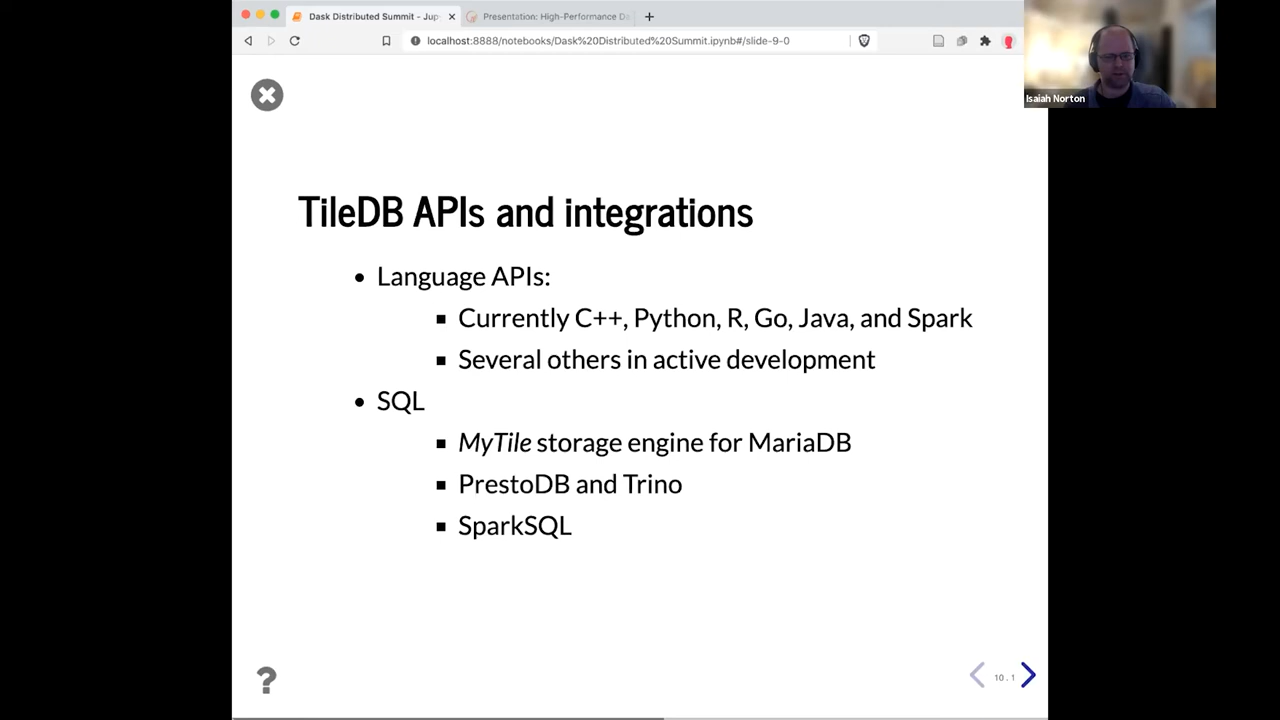 Dask Distributed Summit - Jup
Presentation: High-Performance Da
localhost:8888/notebooks/Dask%20Distributed%20Summit.ipynb#/slide-9-0
Isaiah Norton
TileDB APIs and integrations
Language APIs:
Currently C++, Python, R, Go, Java, and Spark
Several others in active development
SQL
MyTile storage engine for MariaDB
PrestoDB and Trino
SparkSQL
?
10.1